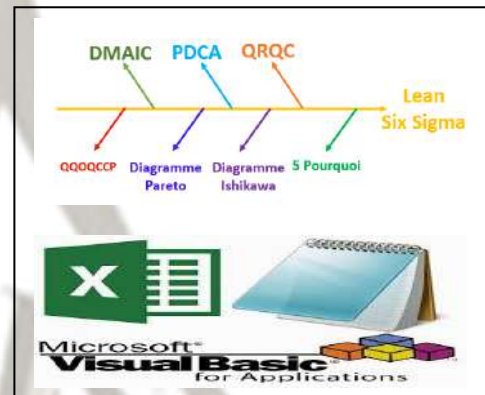 DMAIC PDCA QRQC
Lean
Six Sigma
QQOQCCP Diagramme Diagramme 5 Pourquoi
Pareto Ishikawa
X
Microsoft®
Visual Basic
for Applications